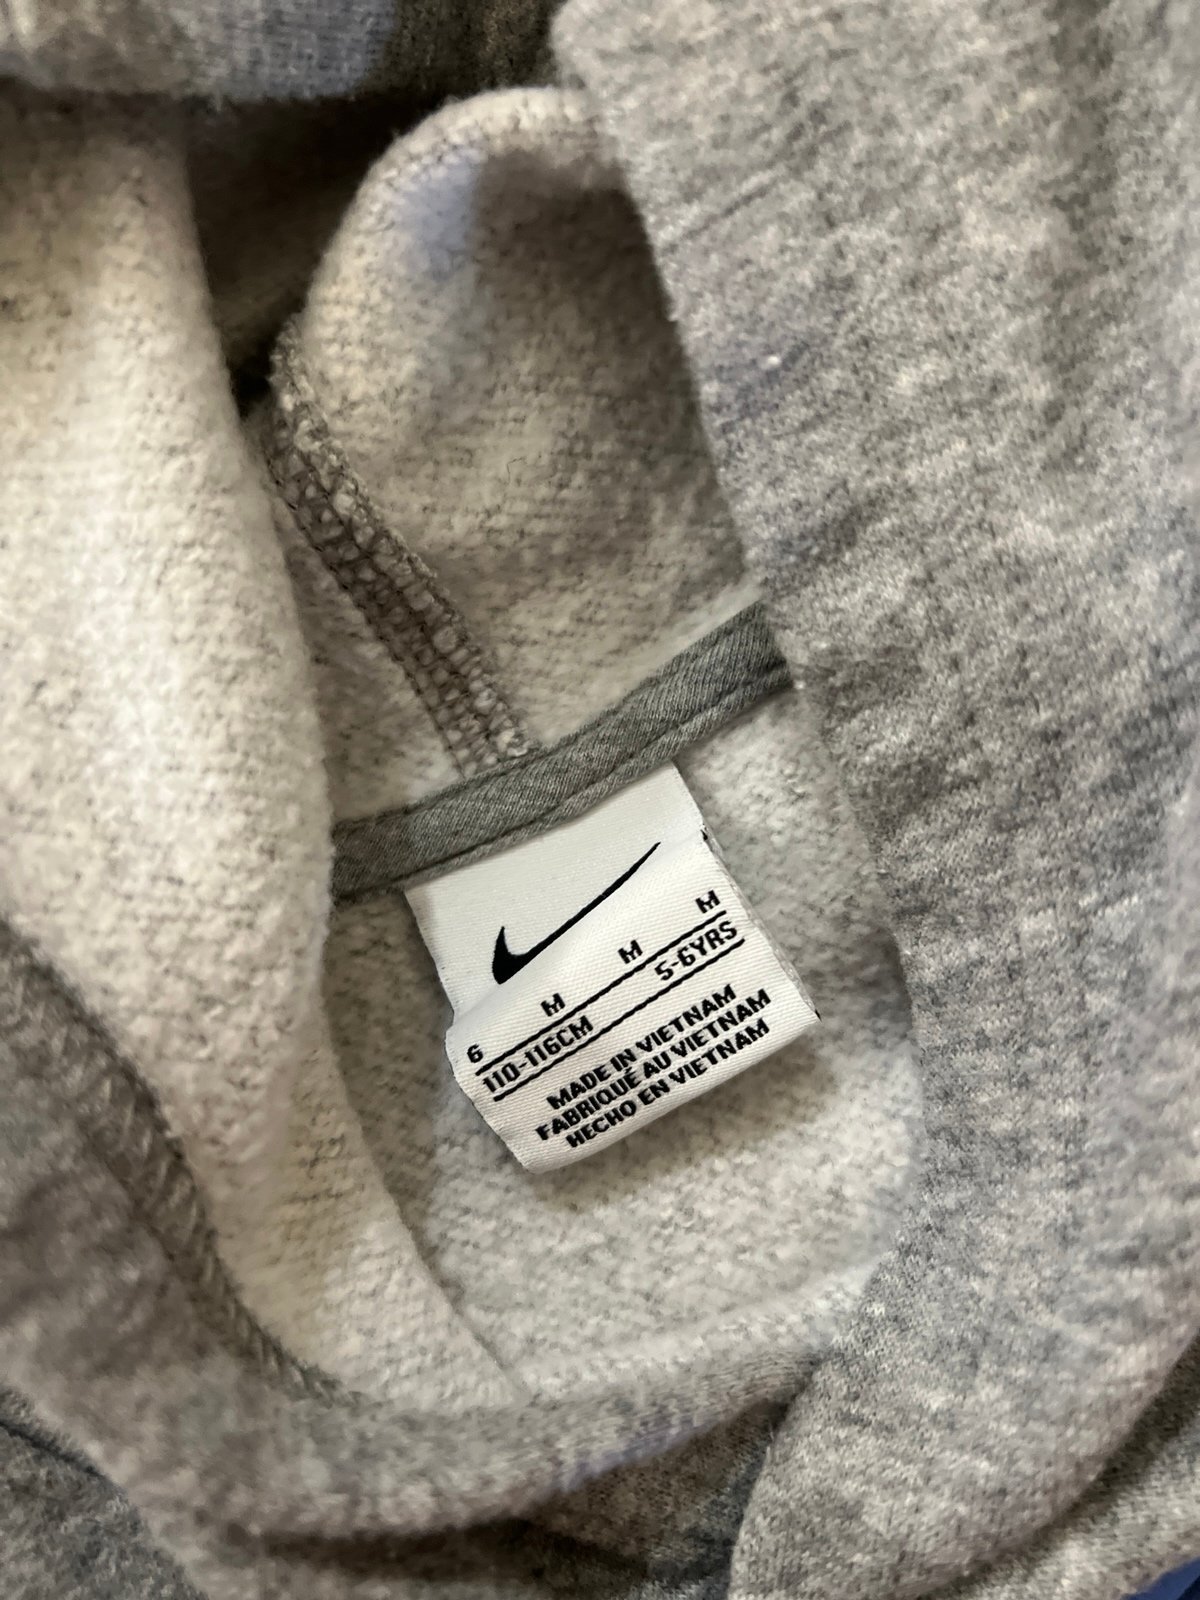 M M M
6 110-116CM 5-6YRS
MADE IN VIETNAM
FABRIQUÉ AU VIETNAM
HECHO EN VIETNAM